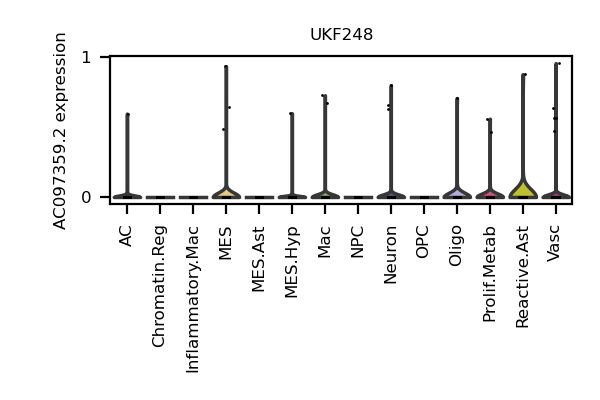 UKF248
AC097359.2 expression
1
0
AC
Chromatin.Reg
Inflammatory.Mac
MES
MES.Ast
MES.Hyp
Mac
NPC
Neuron
OPC
Oligo
Prolif.Metab
Reactive.Ast
Vasc